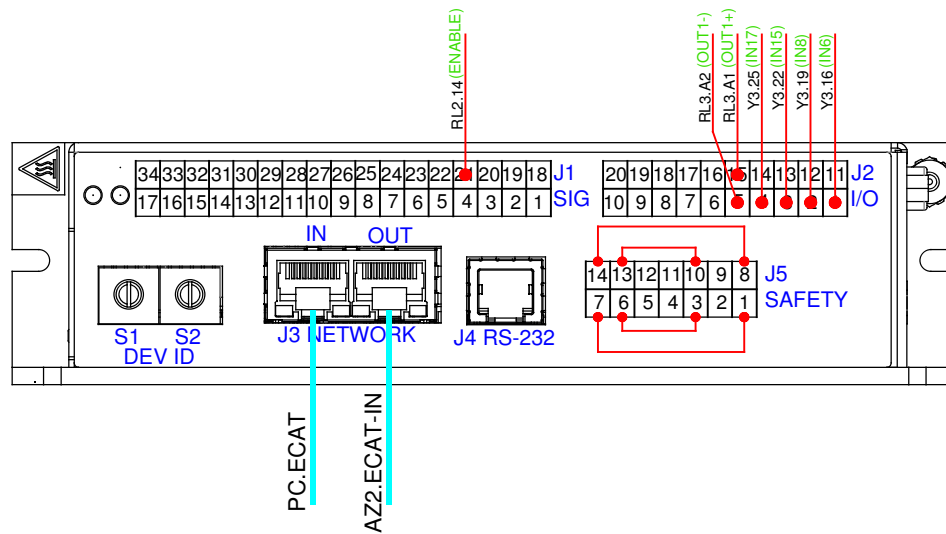 RL2.14 (ENABLE)
RL3.A2 (OUT1-)
RL3.A1 (OUT1+)
Y3.25 (IN17)
Y3.22 (IN15)
Y3.19 (IN8)
Y3.16 (IN6)
34 33 32 31 30 29 28 27 26 25 24 23 22 21 20 19 18 J1
17 16 15 14 13 12 11 10 9 8 7 6 5 4 3 2 1 SIG
20 19 18 17 16 15 14 13 12 11 J2
10 9 8 7 6 I/O
IN OUT
14 13 12 11 10 9 8 J5
7 6 5 4 3 2 1 SAFETY
S1 S2
DEV ID
J3 NETWORK
J4 RS-232
PC.ECAT
AZ2.ECAT-IN